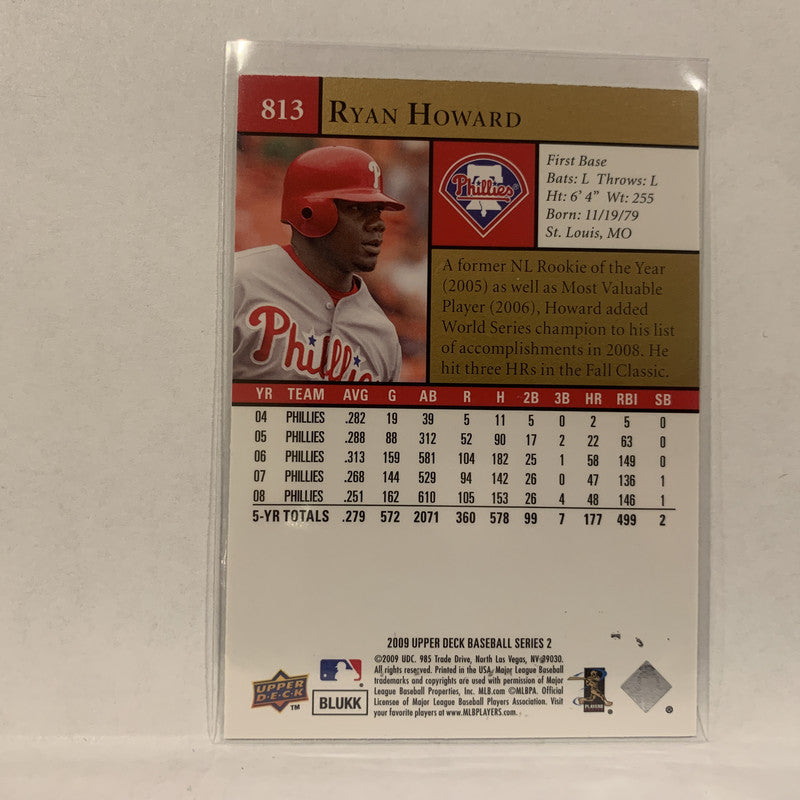 813 RYAN HOWARD
P
Phillies
Phillie
First Base
Bats: L Throws: L
Ht: 6' 4" Wt: 255
Born: 11/19/79
St. Louis, MO
A former NL Rookie of the Year
(2005) as well as Most Valuable
Player (2006), Howard added
World Series champion to his list
of accomplishments in 2008. He
hit three HRs in the Fall Classic.
YR TEAM AVG G AB R H 2B 3B HR RBI SB
04 PHILLIES .282 19 39 5 11 5 0 2 5 0
05 PHILLIES .288 88 312 52 90 17 2 22 63 0
06 PHILLIES .313 159 581 104 182 25 1 58 149 0
07 PHILLIES .268 144 529 94 142 26 0 47 136 1
08 PHILLIES .251 162 610 105 153 26 4 48 146 1
5-YR TOTALS .279 572 2071 360 578 99 7 177 499 2
2009 UPPER DECK BASEBALL SERIES 2
©2009 UDC. 985 Trade Drive, North Las Vegas, NV 89030.
All rights reserved. Printed in the USA. Major League Baseball
trademarks and copyrights are used with permission of Major
League Baseball Properties, Inc. MLB.com ©MLBPA. Official
Licensee of Major League Baseball Players Association. Visit
your favorite players at www.MLBPLAYERS.com.
UPPER DECK ™
BLUKK
PLAYERS ®
®